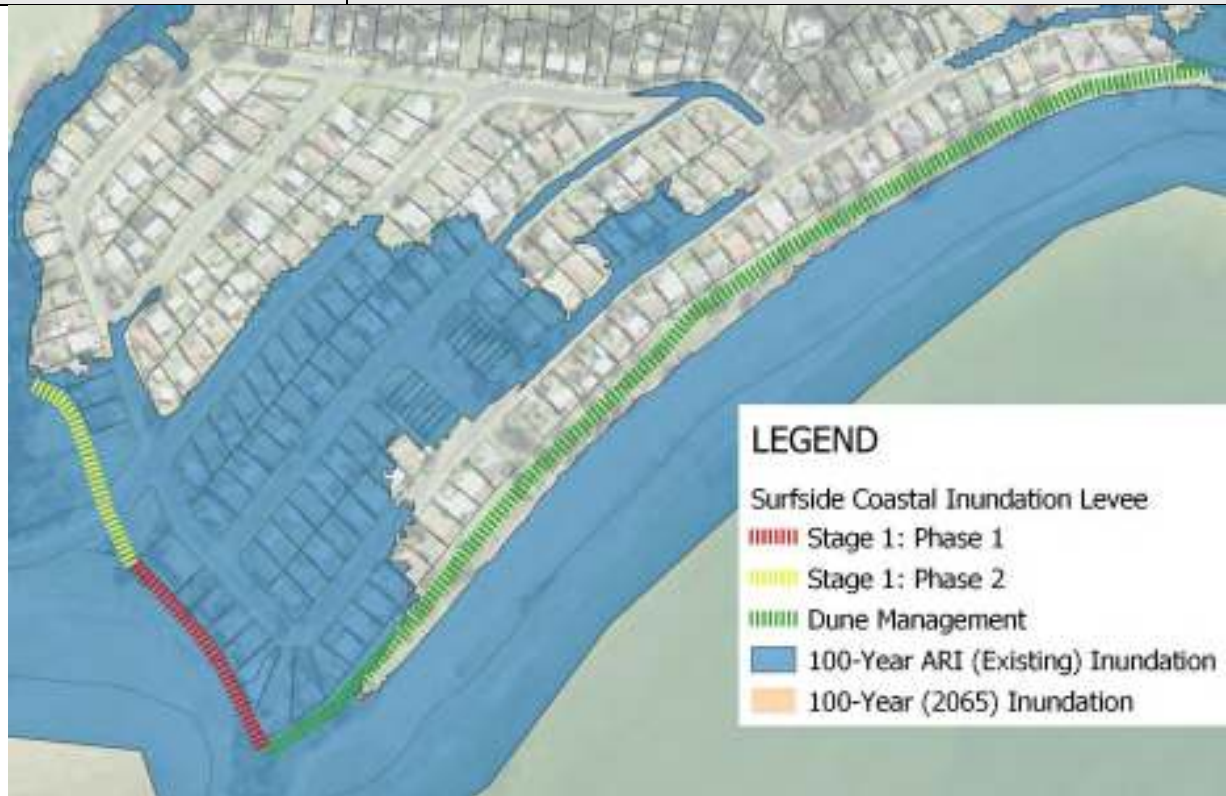 LEGEND
Surfside Coastal Inundation Levee
Stage 1: Phase 1
Stage 1: Phase 2
Dune Management
100-Year ARI (Existing) Inundation
100-Year (2065) Inundation